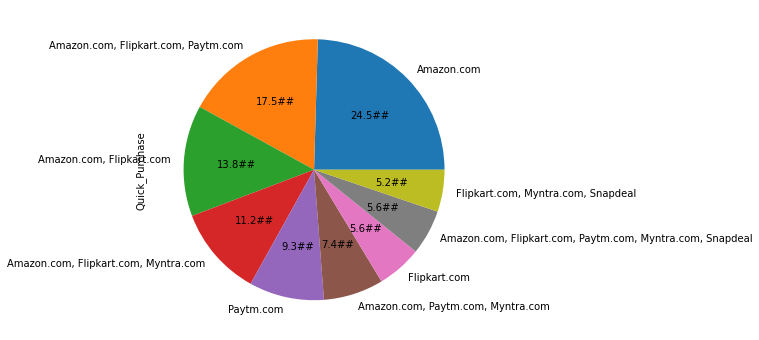 Amazon.com, Flipkart.com, Paytm.com
Amazon.com
17.5##
24.5##
Amazon.com, Flipkart.com
13.8##
Quick_Purchase
5.2##
Flipkart.com, Myntra.com, Snapdeal
5.6##
11.2##
5.6##
Amazon.com, Flipkart.com, Paytm.com, Myntra.com, Snapdeal
9.3##
7.4##
Amazon.com, Flipkart.com, Myntra.com
Flipkart.com
Paytm.com
Amazon.com, Paytm.com, Myntra.com